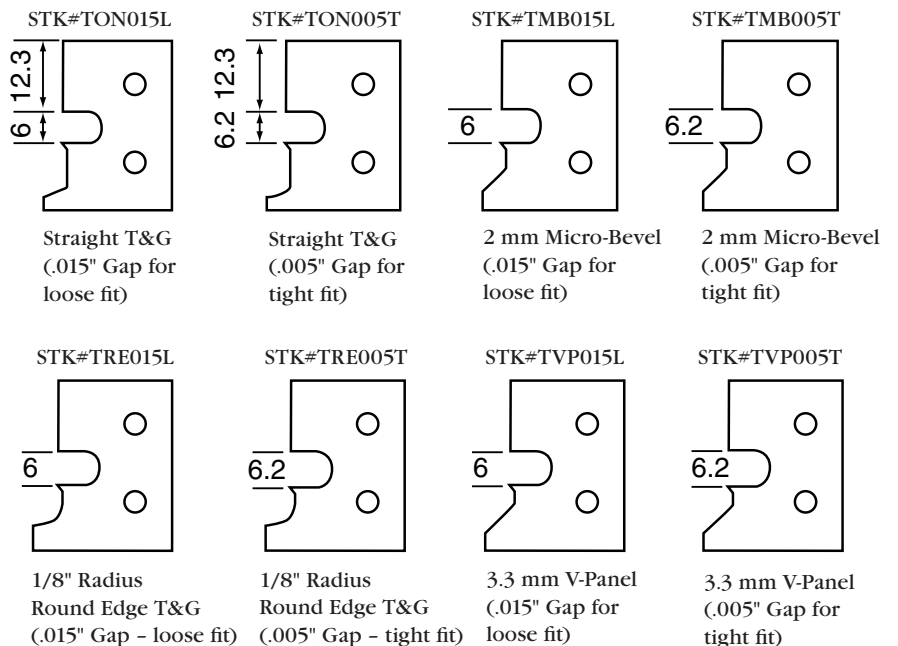 STK#TON015L
STK#TON005T
STK#TMB015L
STK#TMB005T
12.3
6
12.3
6.2
6
6.2
Straight T&G
(.015" Gap for
loose fit)
Straight T&G
(.005" Gap for
tight fit)
2 mm Micro-Bevel
(.015" Gap for
loose fit)
2 mm Micro-Bevel
(.005" Gap for
tight fit)
STK#TRE015L
STK#TRE005T
STK#TVP015L
STK#TVP005T
6
6.2
6
6.2
1/8" Radius
Round Edge T&G
(.015" Gap – loose fit)
1/8" Radius
Round Edge T&G
(.005" Gap – tight fit)
3.3 mm V-Panel
(.015" Gap for
loose fit)
3.3 mm V-Panel
(.005" Gap for
tight fit)